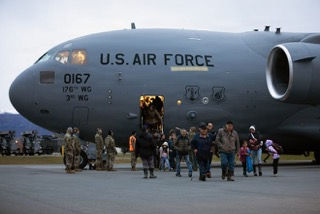 U.S. AIR FORCE
0167
176TH WG
3RD WG